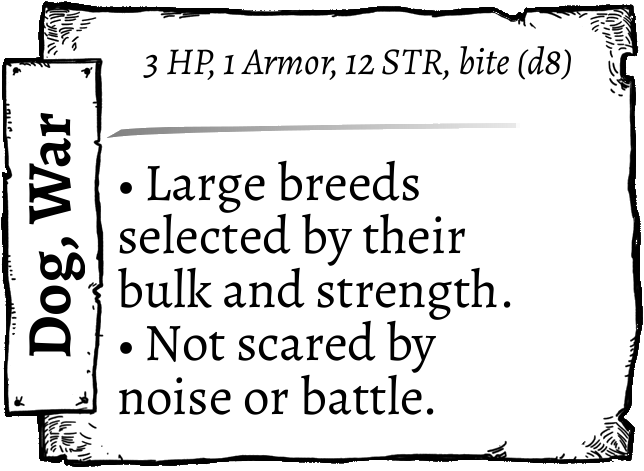 Dog, War
3 HP, 1 Armor, 12 STR, bite (d8)
• Large breeds
selected by their
bulk and strength.
• Not scared by
noise or battle.